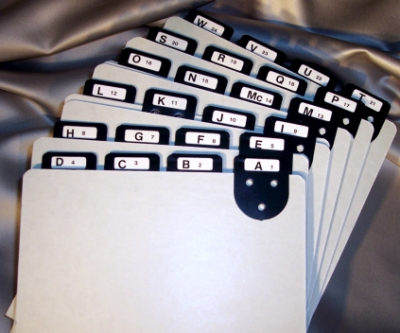 W 24 V 23 U 22 T 21
S 20 R 19 Q 18 P 17
O 16 N 15 Mc 14 M 13
L 12 K 11 J 10 I 9
H 8 G 7 F 6 E 5
D 4 C 3 B 2 A 1